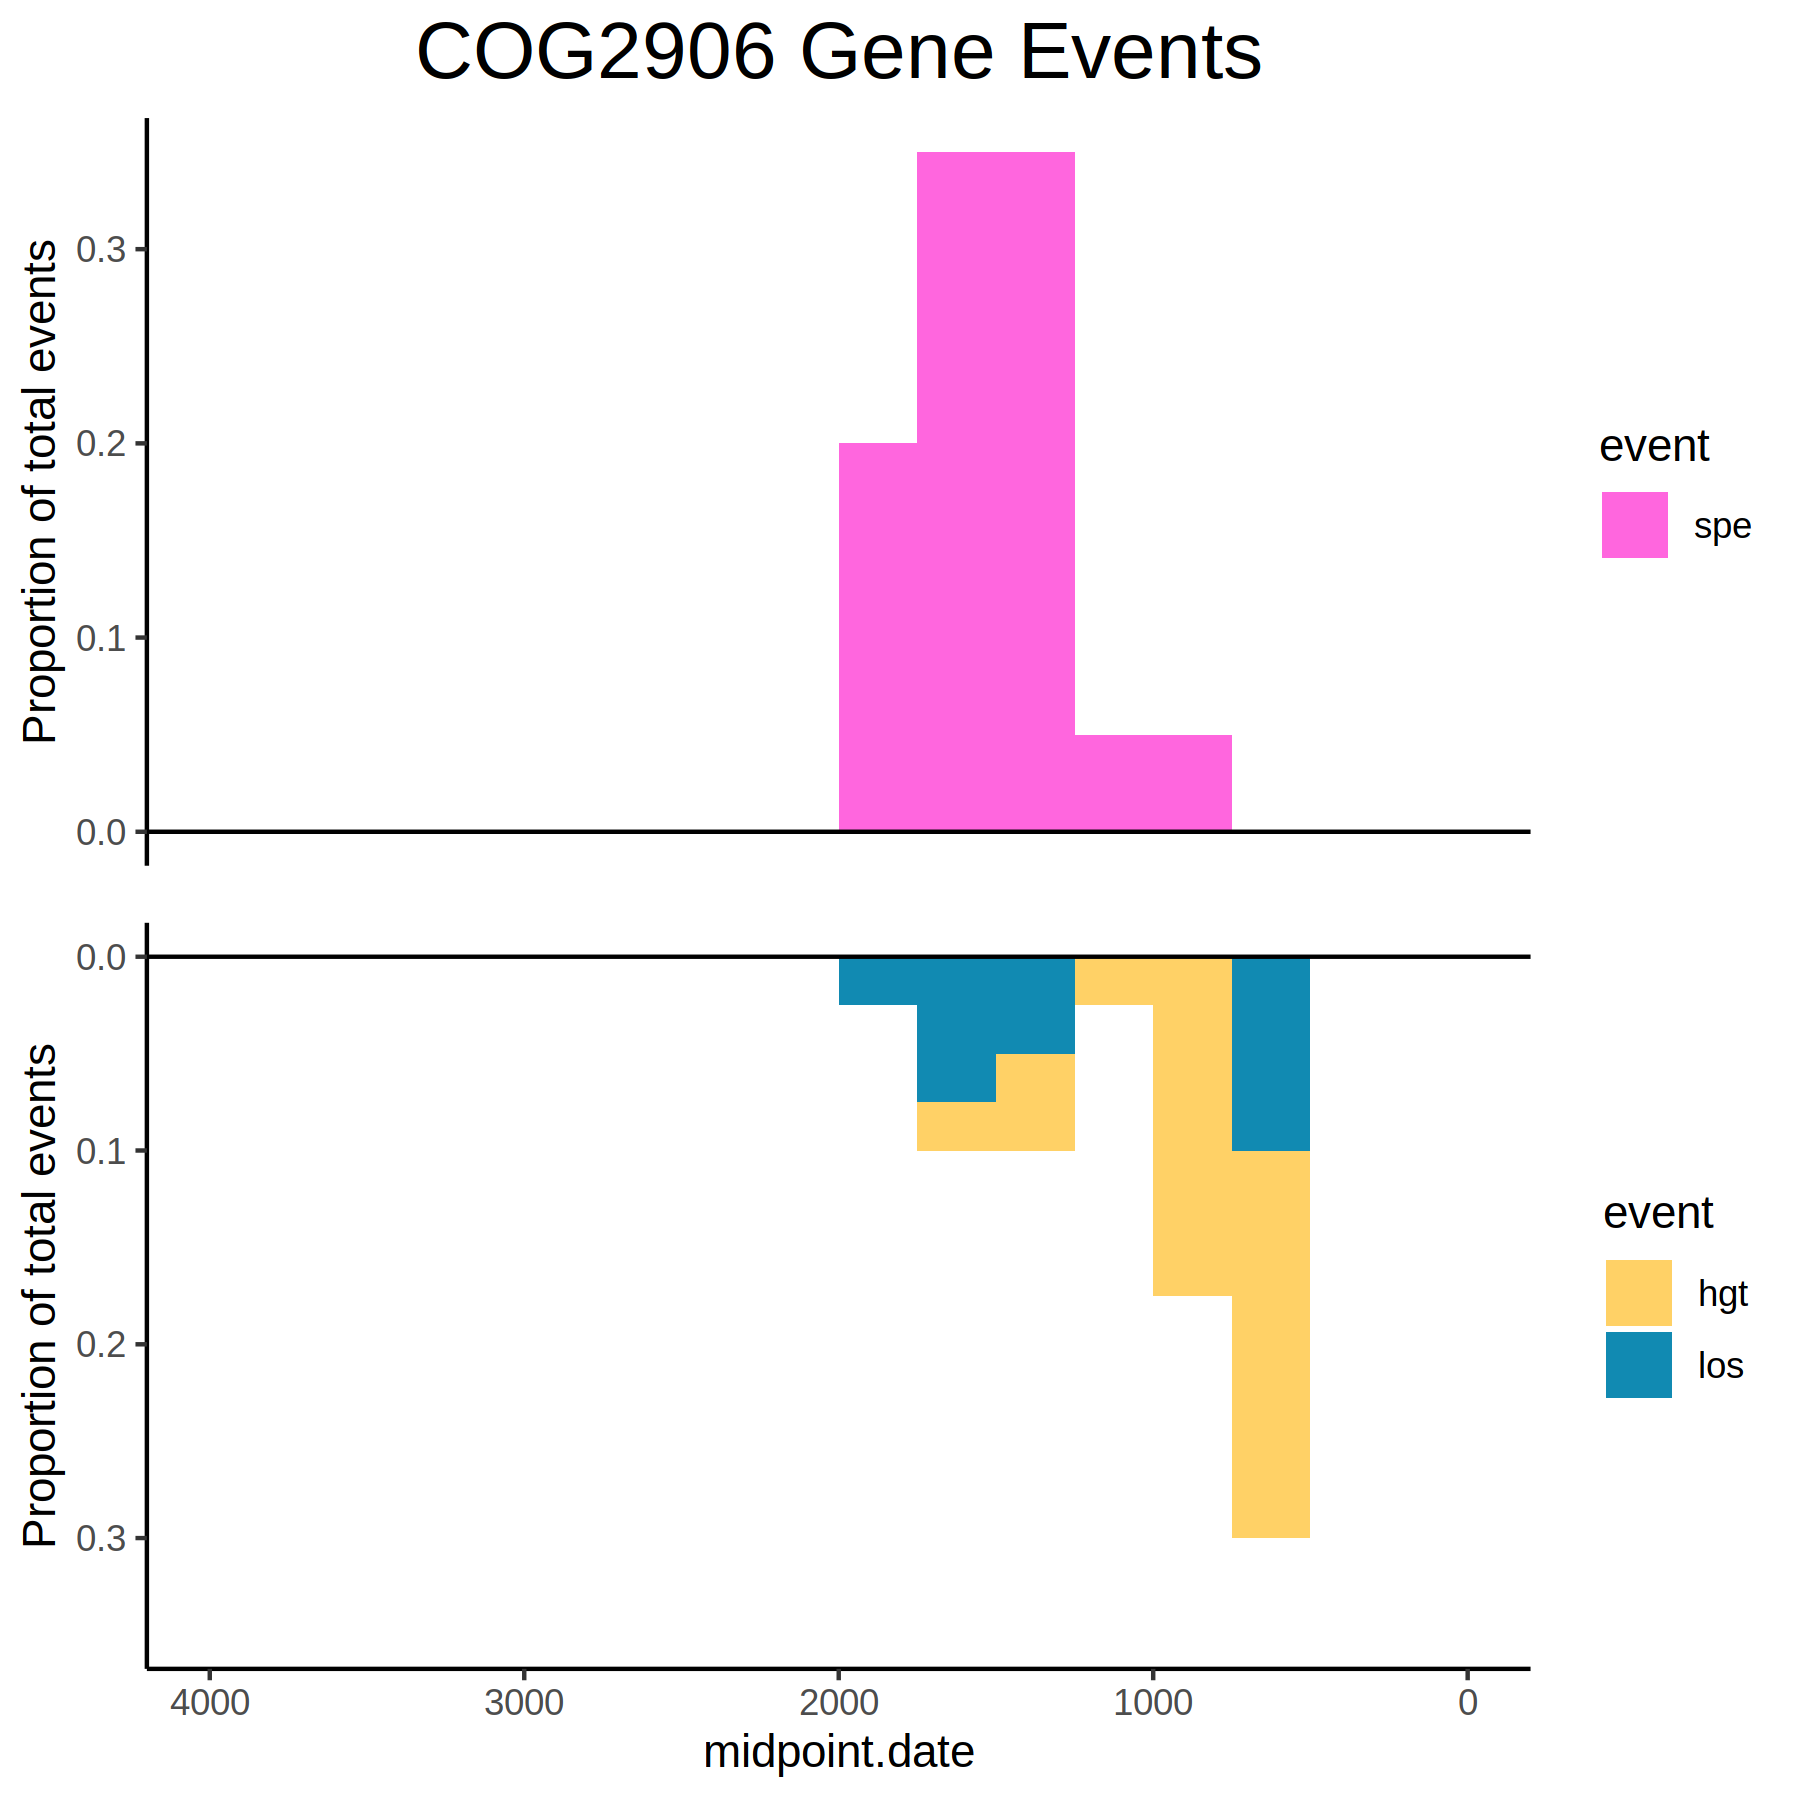 COG2906 Gene Events
Proportion of total events
0.3
0.2
0.1
0.0
event
spe
Proportion of total events
0.0
0.1
0.2
0.3
event
hgt
los
4000 3000 2000 1000 0
midpoint.date